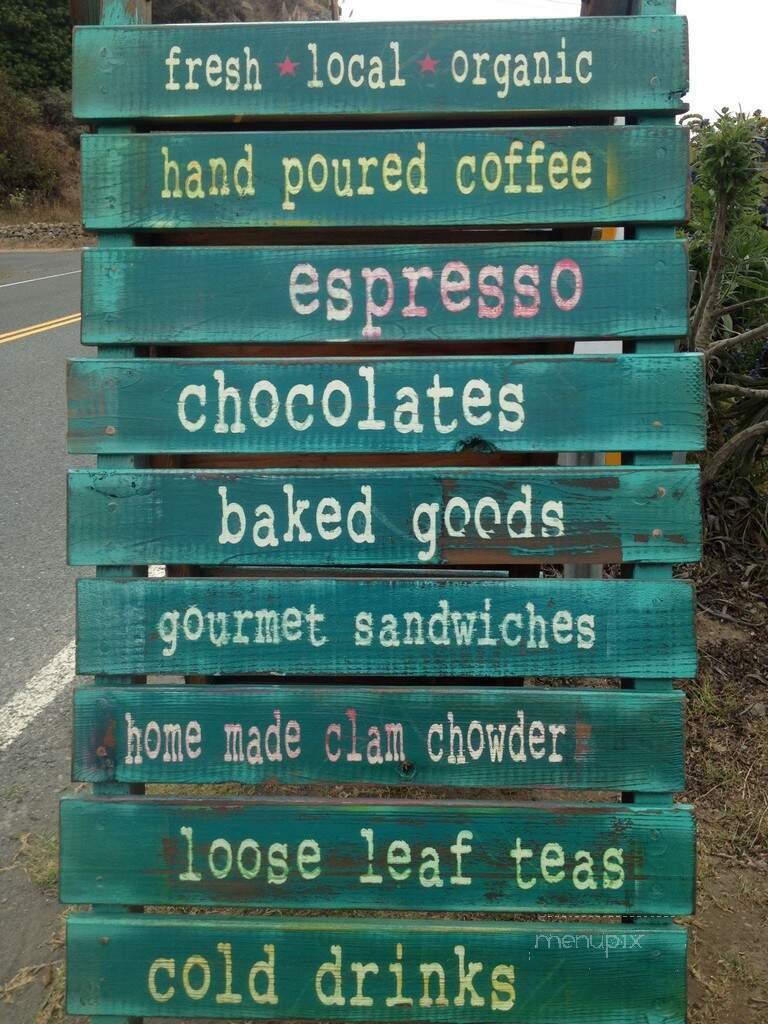 fresh ★ local ★ organic
hand poured coffee
espresso
chocolates
baked goods
gourmet sandwiches
home made clam chowder
loose leaf teas
menupix
cold drinks